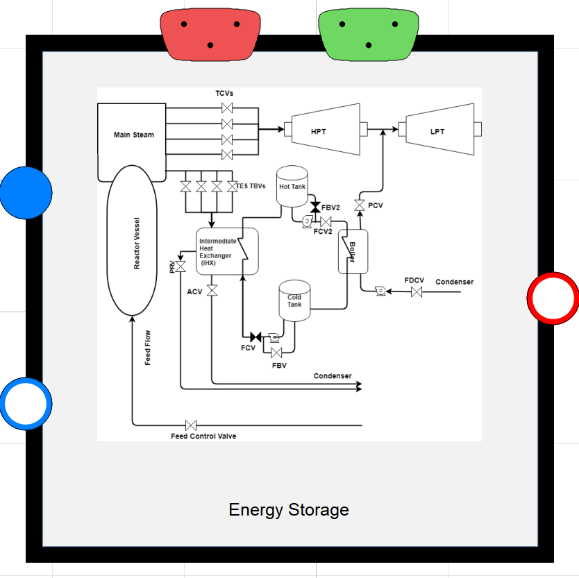 TCVs
Main Steam
HPT
LPT
TES TBVs
Hot Tank
FBV2
PCV
FCV2
Reactor Vessel
Intermediate
Heat
Exchanger
(IHX)
Boiler
PRV
ACV
Cold
Tank
FDCV
Condenser
Feed Flow
FCV
FBV
Condenser
Feed Control Valve
Energy Storage